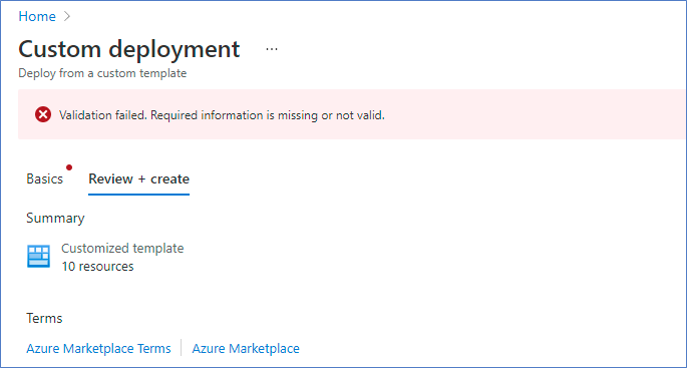 Home >
Custom deployment ...
Deploy from a custom template
Validation failed. Required information is missing or not valid.
Basics Review + create
Summary
Customized template
10 resources
Terms
Azure Marketplace Terms Azure Marketplace